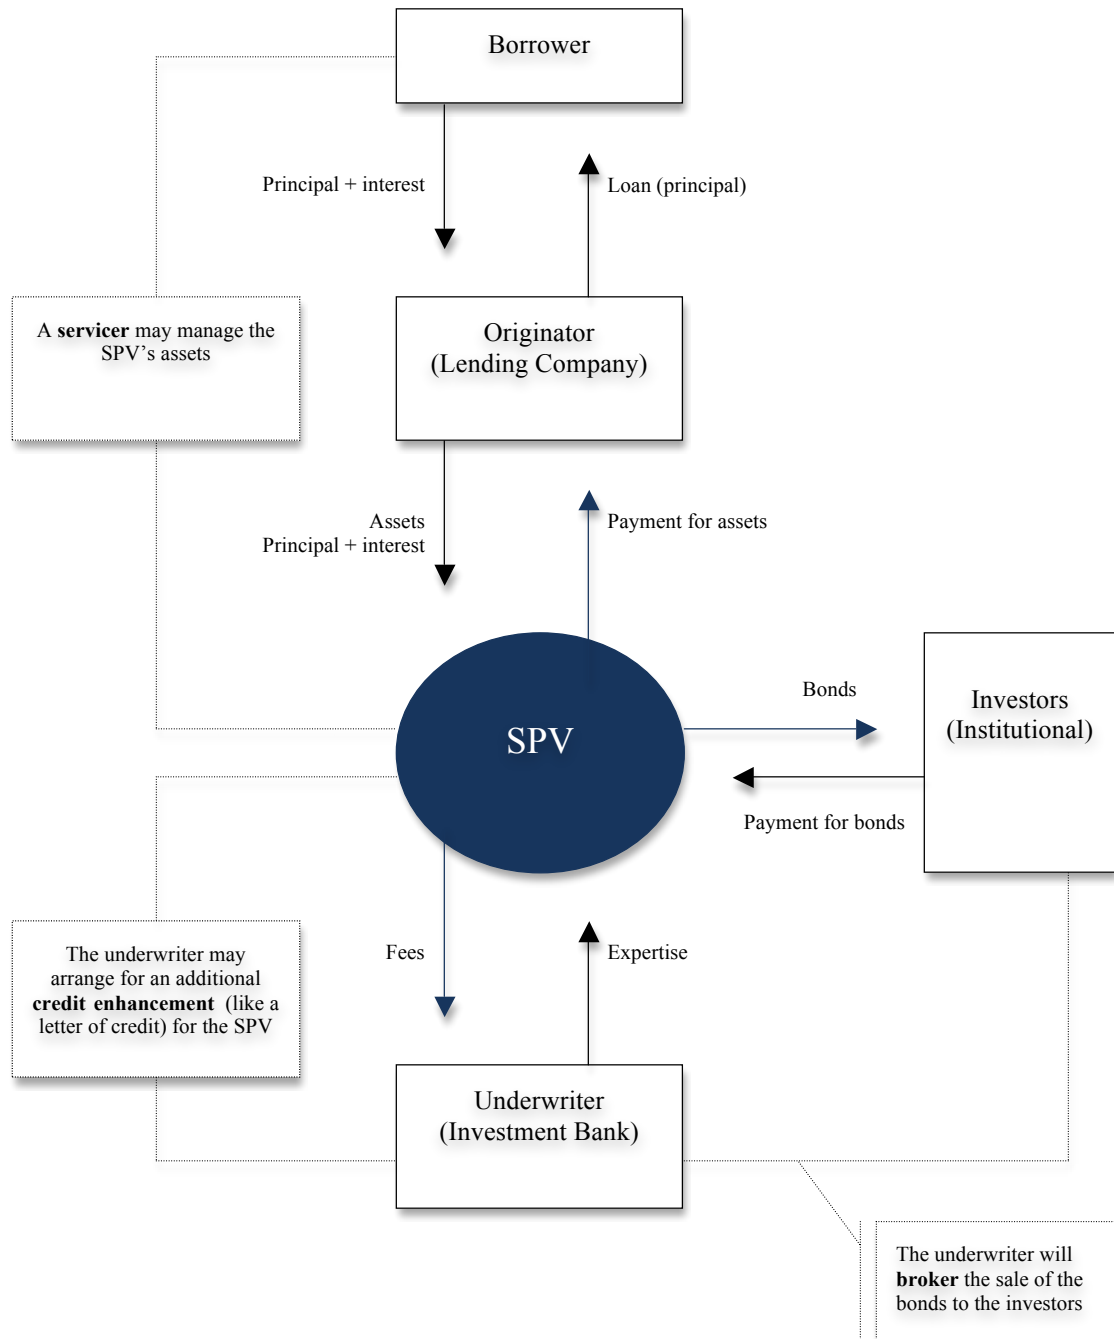 Borrower
Principal + interest
Loan (principal)
A servicer may manage the
SPV’s assets
Originator
(Lending Company)
Assets
Principal + interest
Payment for assets
SPV
Bonds
Investors
(Institutional)
Payment for bonds
The underwriter may
arrange for an additional
credit enhancement (like a
letter of credit) for the SPV
Fees
Expertise
Underwriter
(Investment Bank)
The underwriter will
broker the sale of the
bonds to the investors